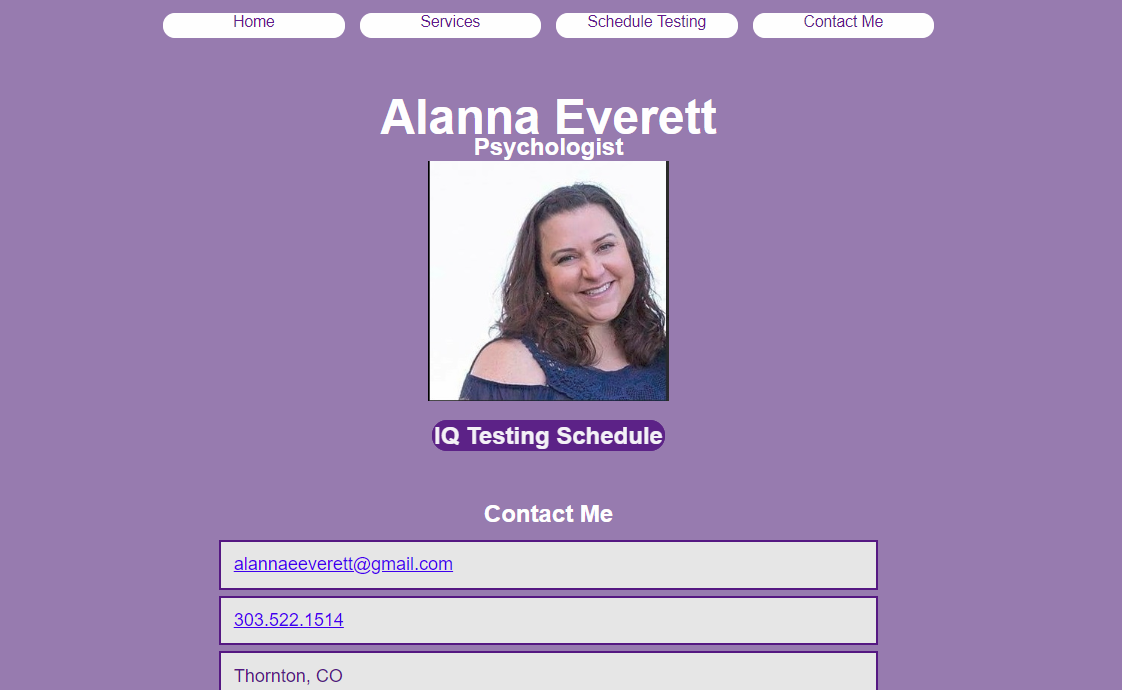 Home
Services
Schedule Testing
Contact Me
Alanna Everett
Psychologist
IQ Testing Schedule
Contact Me
alannaeeverett@gmail.com
303.522.1514
Thornton, CO